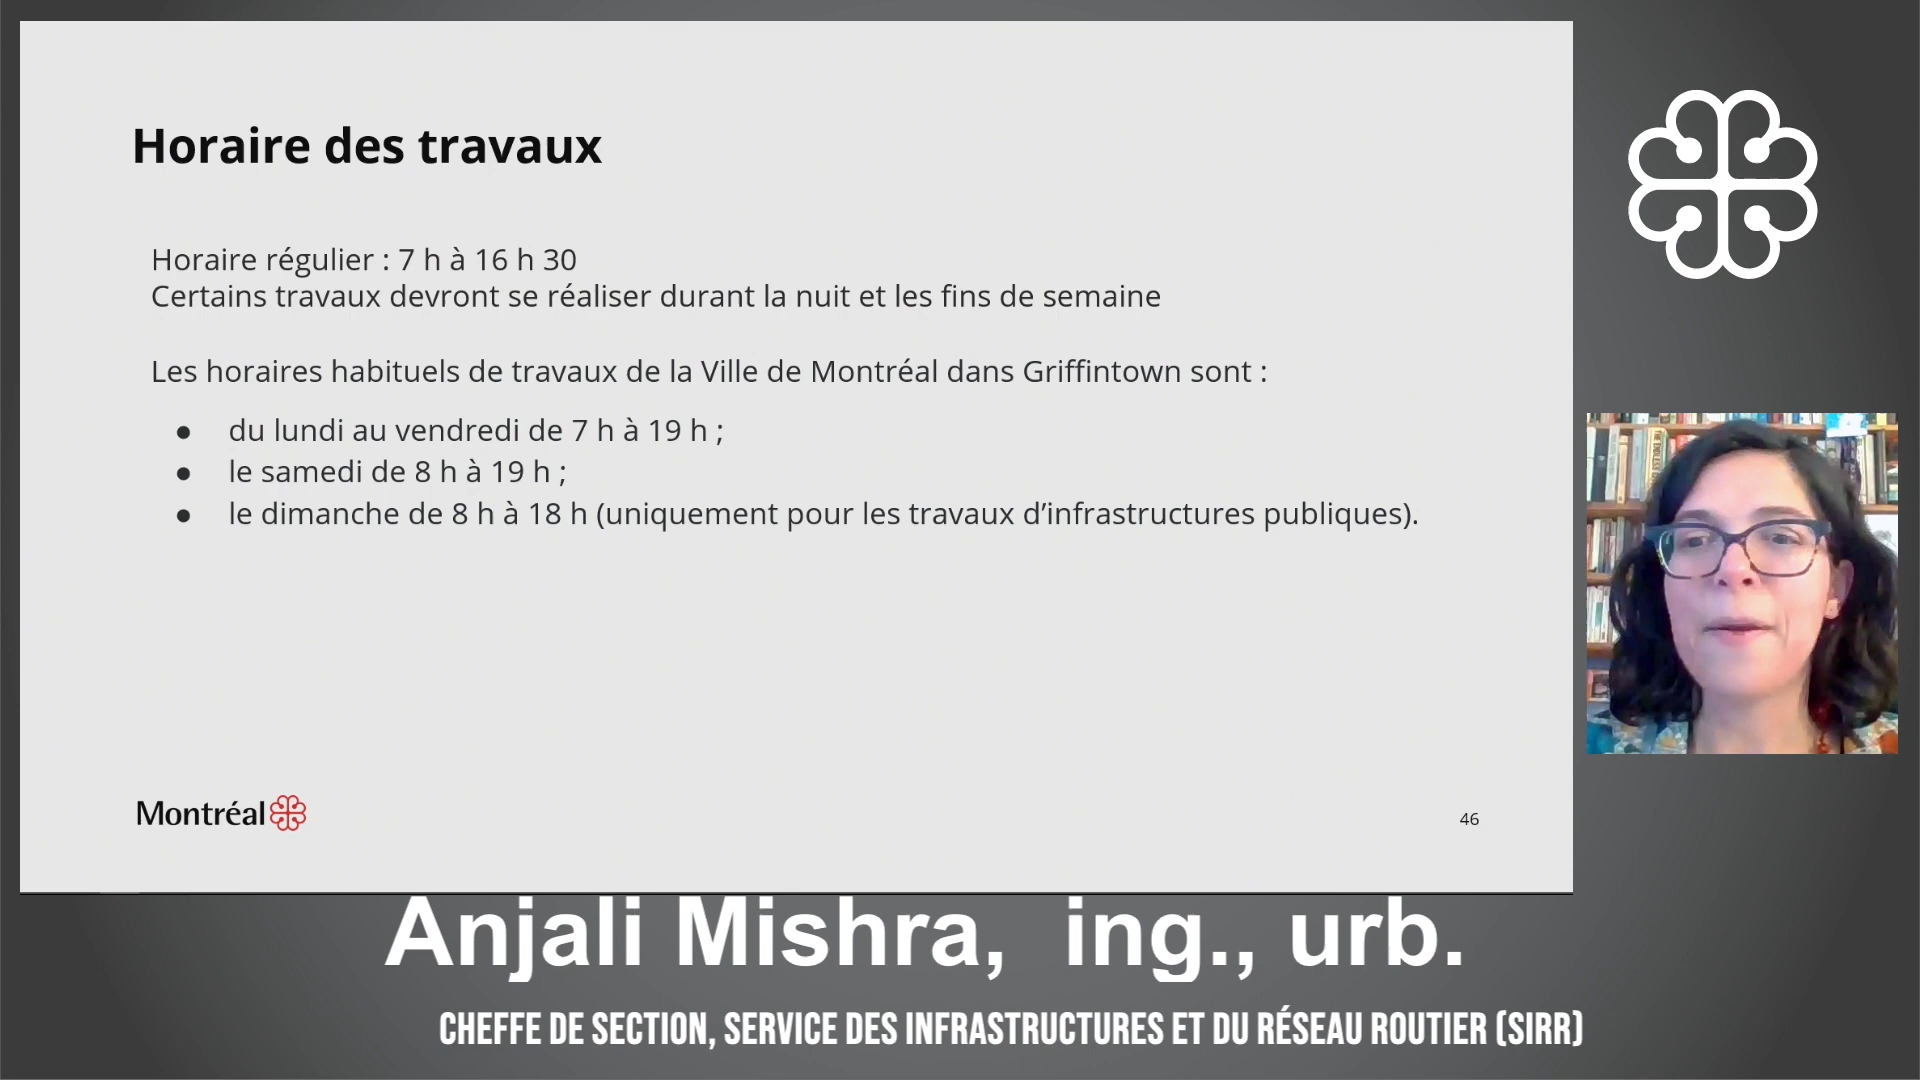 Horaire des travaux
Horaire régulier : 7 h à 16 h 30
Certains travaux devront se réaliser durant la nuit et les fins de semaine
Les horaires habituels de travaux de la Ville de Montréal dans Griffintown sont :
● du lundi au vendredi de 7 h à 19 h ;
● le samedi de 8 h à 19 h ;
● le dimanche de 8 h à 18 h (uniquement pour les travaux d’infrastructures publiques).
Montréal
46
Anjali Mishra, ing., urb.
CHEFFE DE SECTION, SERVICE DES INFRASTRUCTURES ET DU RÉSEAU ROUTIER (SIRR)